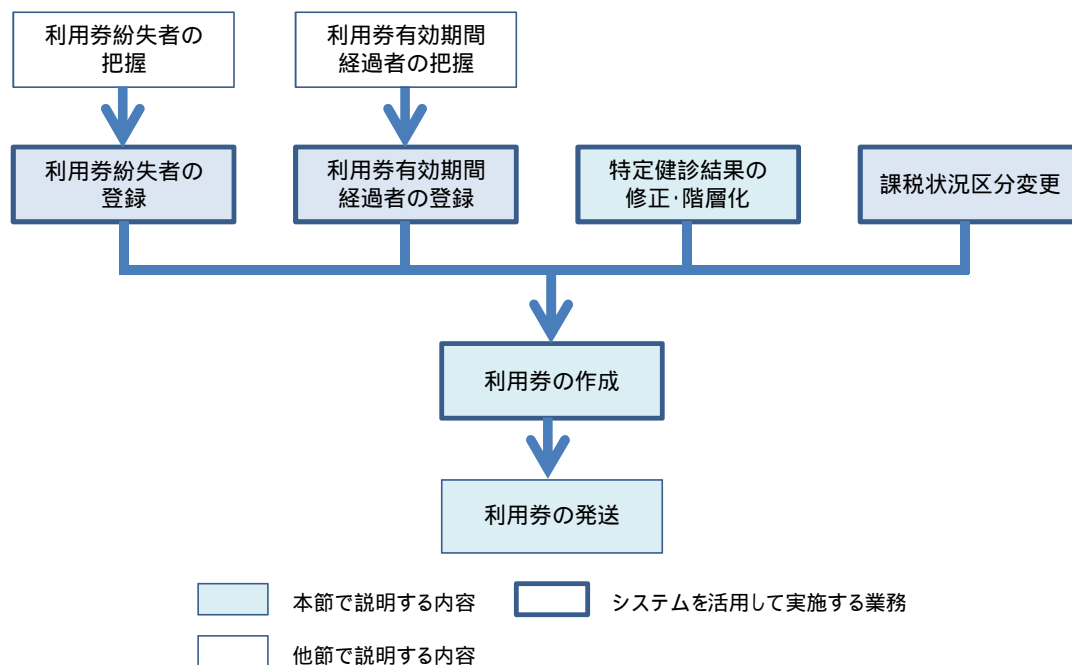 利用券紛失者の
把握
利用券有効期間
経過者の把握
利用券紛失者の
登録
利用券有効期間
経過者の登録
特定健診結果の
修正・階層化
課税状況区分変更
利用券の作成
利用券の発送
本節で説明する内容
システムを活用して実施する業務
他節で説明する内容